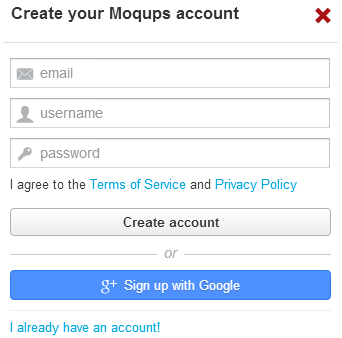 Create your Moqups account
email
username
password
I agree to the Terms of Service and Privacy Policy
Create account
or
g+ Sign up with Google
I already have an account!